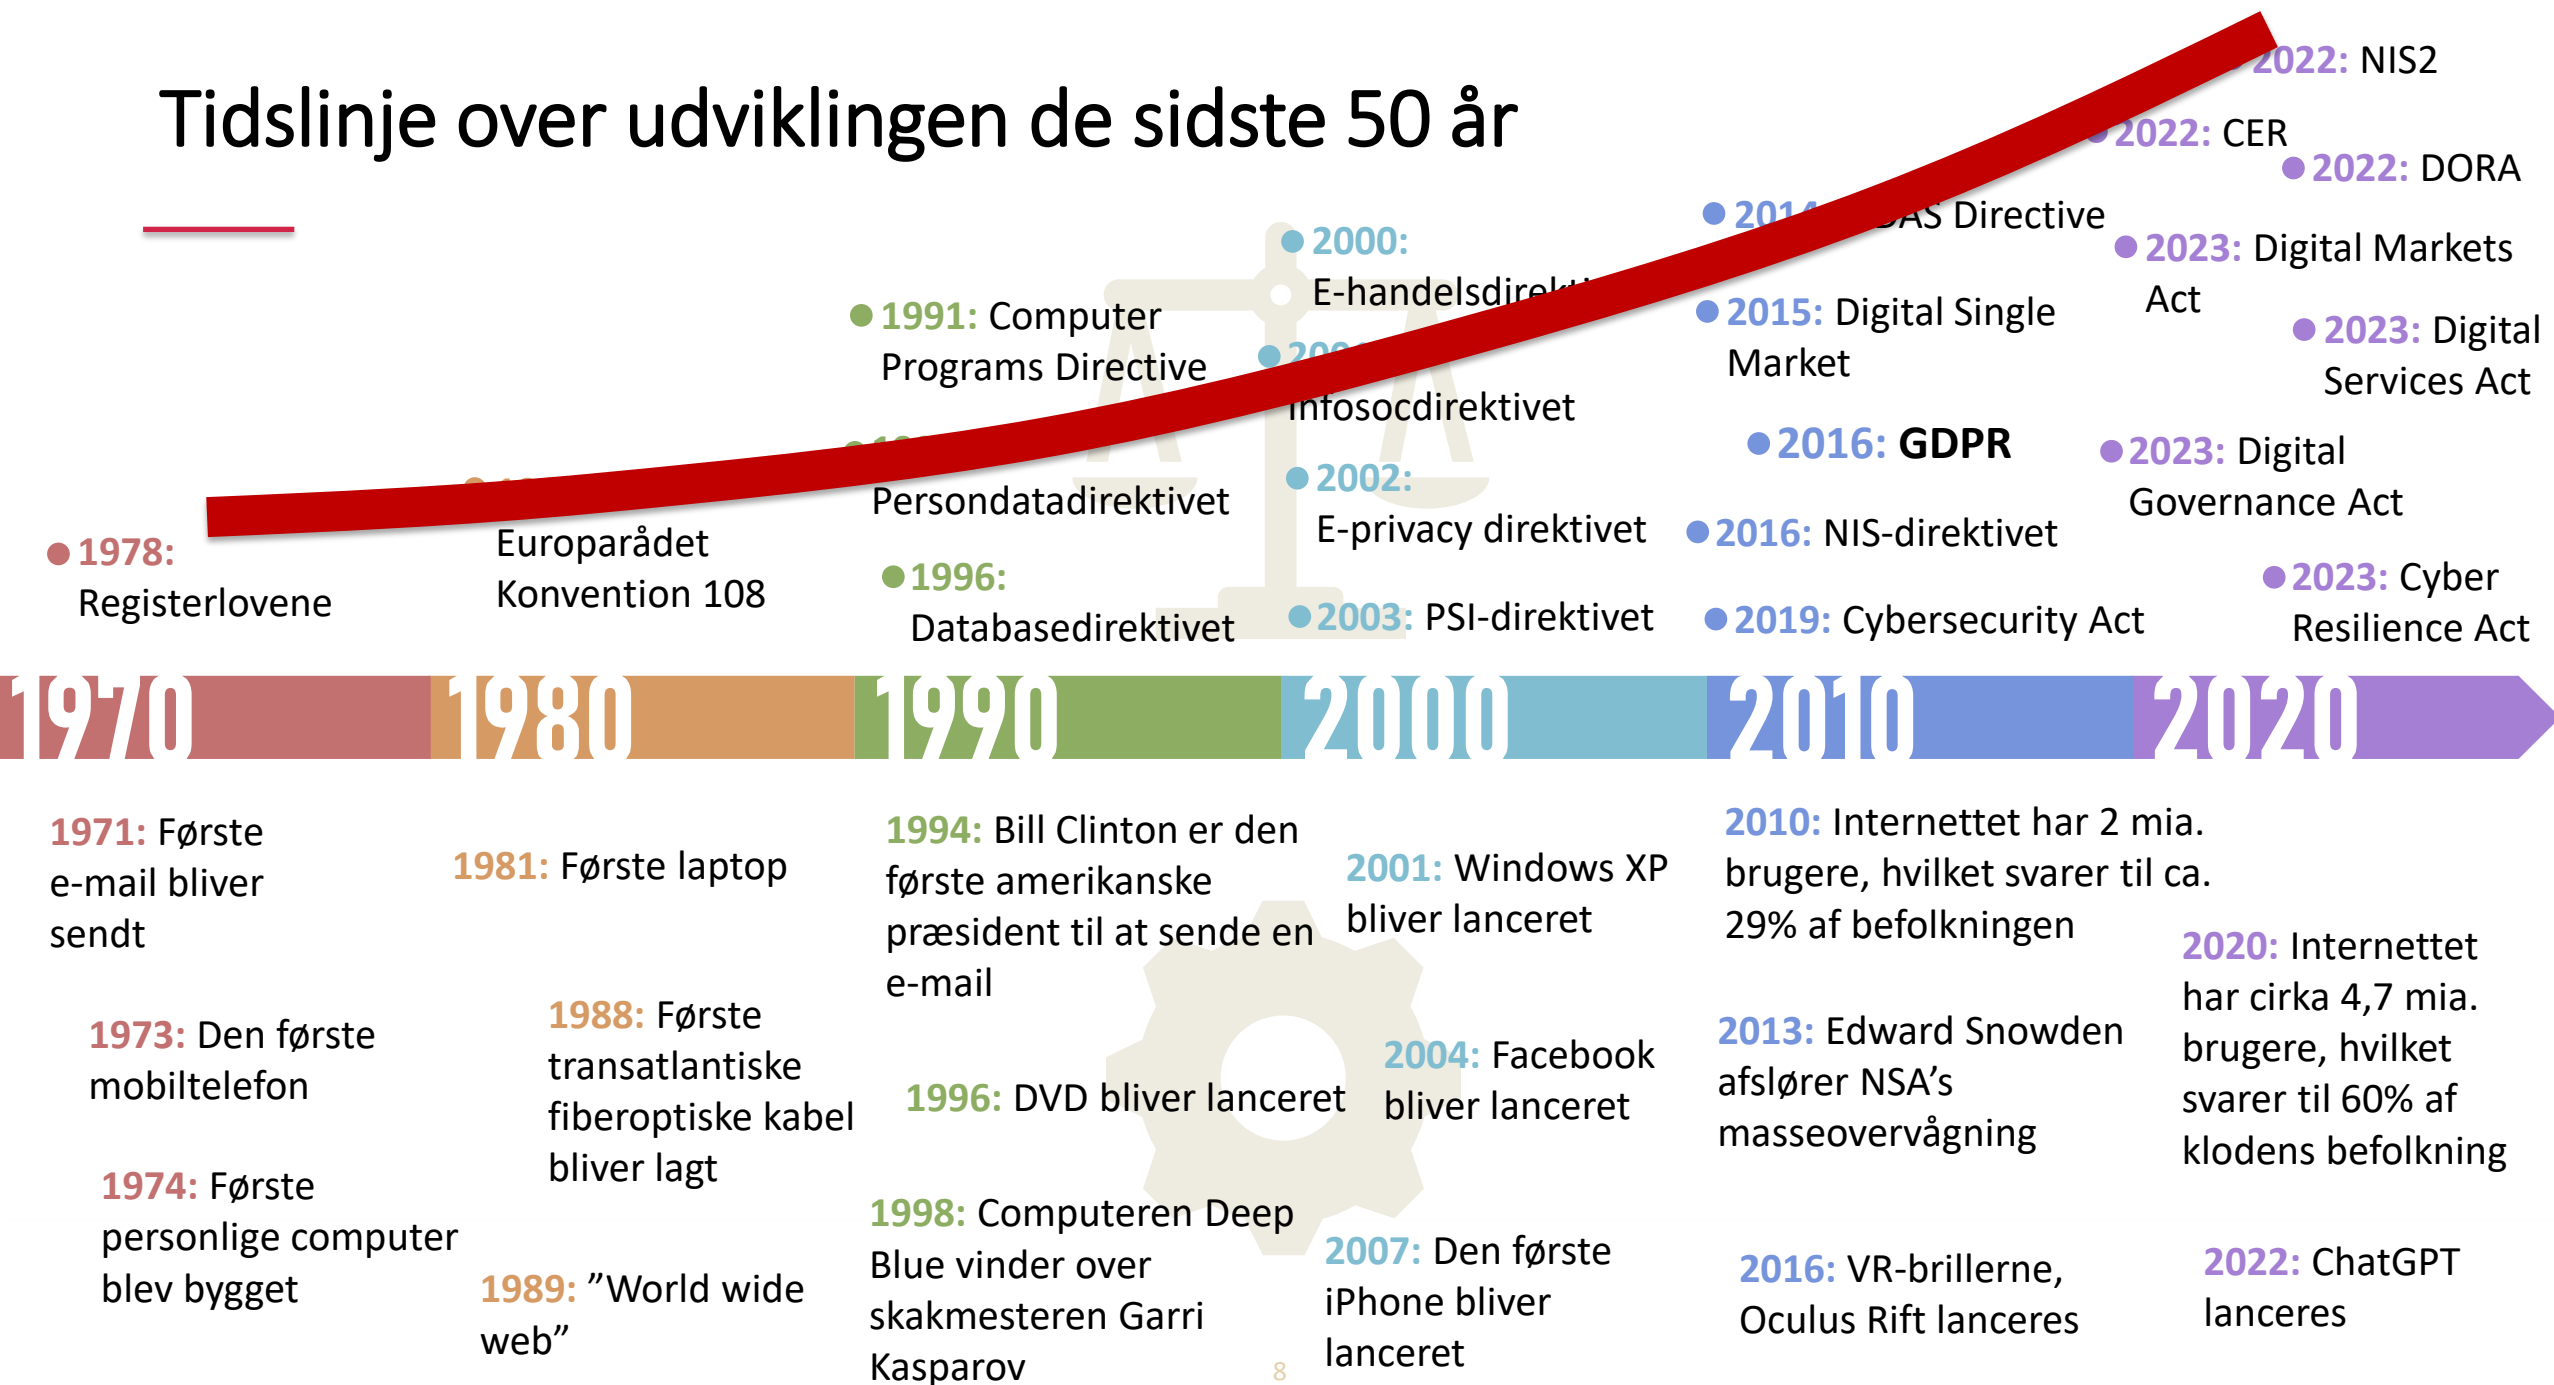 Tidslinje over udviklingen de sidste 50 år
1978:
Registerlovene
Europarådet
Konvention 108
1991: Computer
Programs Directive
Persondatadirektivet
1996:
Databasedirektivet
2000:
E-handelsdirekti
Infosocdirektivet
2002:
E-privacy direktivet
2003: PSI-direktivet
2014 Directive
2015: Digital Single
Market
2016: GDPR
2016: NIS-direktivet
2019: Cybersecurity Act
2022: NIS2
2022: CER
2022: DORA
2023: Digital Markets
Act
2023: Digital
Services Act
2023: Digital
Governance Act
2023: Cyber
Resilience Act
1970 1980 1990 2000 2010 2020
1971: Første
e-mail bliver
sendt
1973: Den første
mobiltelefon
1974: Første
personlige computer
blev bygget
1981: Første laptop
1988: Første
transatlantiske
fiberoptiske kabel
bliver lagt
1989: ”World wide
web”
1994: Bill Clinton er den
første amerikanske
præsident til at sende en
e-mail
1996: DVD bliver lanceret
1998: Computeren Deep
Blue vinder over
skakmesteren Garri
Kasparov
2001: Windows XP
bliver lanceret
2004: Facebook
bliver lanceret
2007: Den første
iPhone bliver
lanceret
2010: Internettet har 2 mia.
brugere, hvilket svarer til ca.
29% af befolkningen
2013: Edward Snowden
afslører NSA’s
masseovervågning
2016: VR-brillerne,
Oculus Rift lanceres
2020: Internettet
har cirka 4,7 mia.
brugere, hvilket
svarer til 60% af
klodens befolkning
2022: ChatGPT
lanceres
8